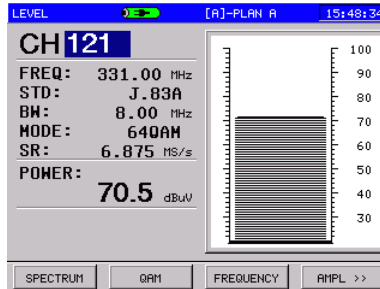 LEVEL [A]-PLAN A 15:48:34
CH 121
FREQ: 331.00 MHz
STD: J.83A
BW: 8.00 MHz
MODE: 64QAM
SR: 6.875 MS/s
POWER:
70.5 dBuV
100
90
80
70
60
50
40
30
SPECTRUM QAM FREQUENCY AMPL >>